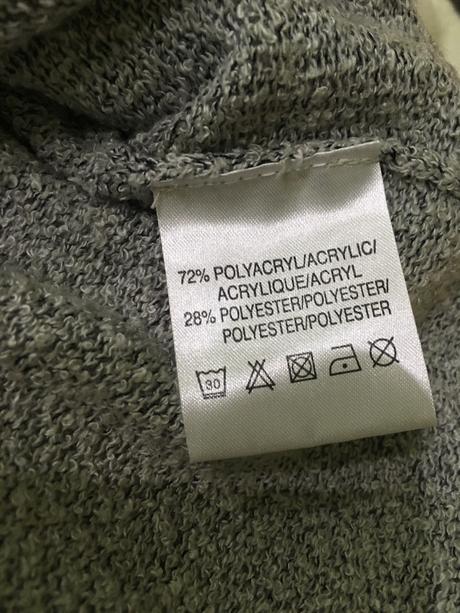 72% POLYACRYL/ACRYLIC/
ACRYLIQUE/ACRYL
28% POLYESTER/POLYESTER/
POLYESTER/POLYESTER
30